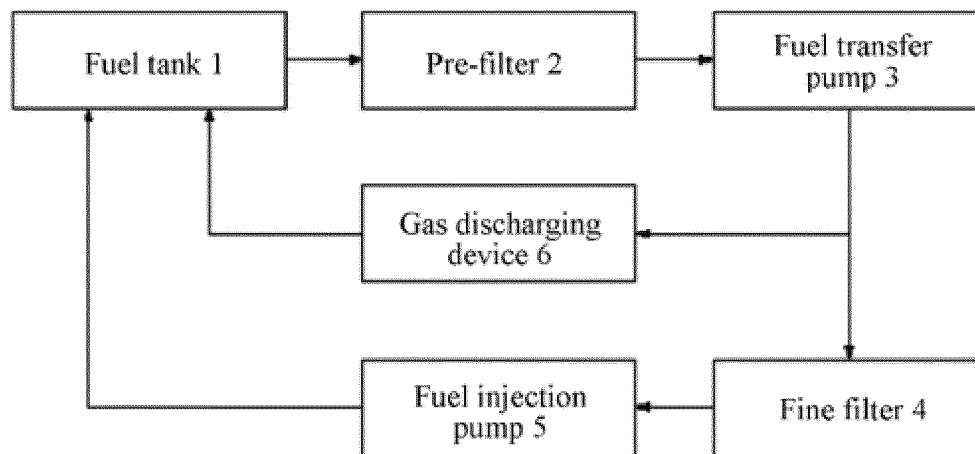 Fuel tank 1
Pre-filter 2
Fuel transfer
pump 3
Gas discharging
device 6
Fuel injection
pump 5
Fine filter 4